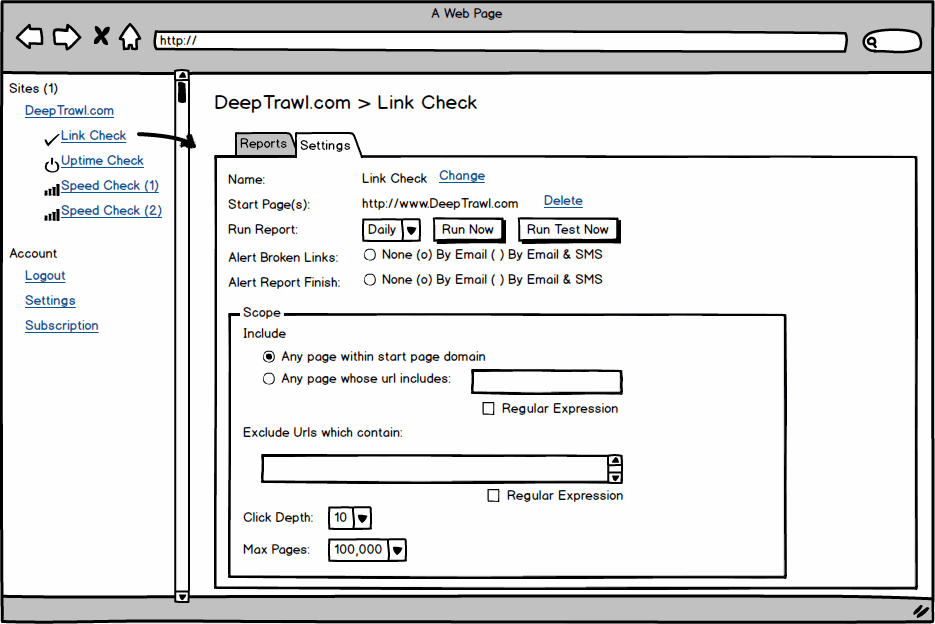 A Web Page
http://
Sites (1)
DeepTrawl.com
Link Check
Uptime Check
Speed Check (1)
Speed Check (2)
Account
Logout
Settings
Subscription
DeepTrawl.com > Link Check
Reports Settings
Name: Link Check Change
Start Page(s): http://www.DeepTrawl.com Delete
Run Report: Daily Run Now Run Test Now
Alert Broken Links: None (o) By Email ( ) By Email & SMS
Alert Report Finish: None (o) By Email ( ) By Email & SMS
Scope
Include
Any page within start page domain
Any page whose url includes:
Regular Expression
Exclude Urls which contain:
Regular Expression
Click Depth: 10
Max Pages: 100,000